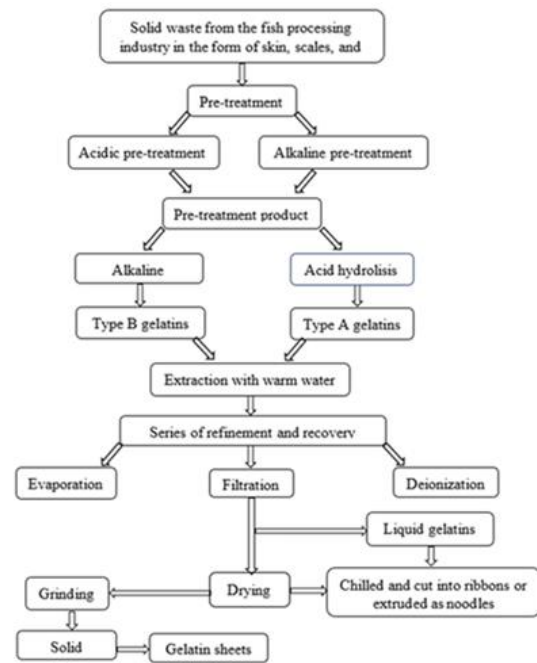 Solid waste from the fish processing
industry in the form of skin, scales, and
Pre-treatment
Acidic pre-treatment
Alkaline pre-treatment
Pre-treatment product
Alkaline
Acid hydrolisis
Type B gelatins
Type A gelatins
Extraction with warm water
Series of refinement and recovery
Evaporation
Filtration
Deionization
Liquid gelatins
Grinding
Drying
Chilled and cut into ribbons or
extruded as noodles
Solid
Gelatin sheets